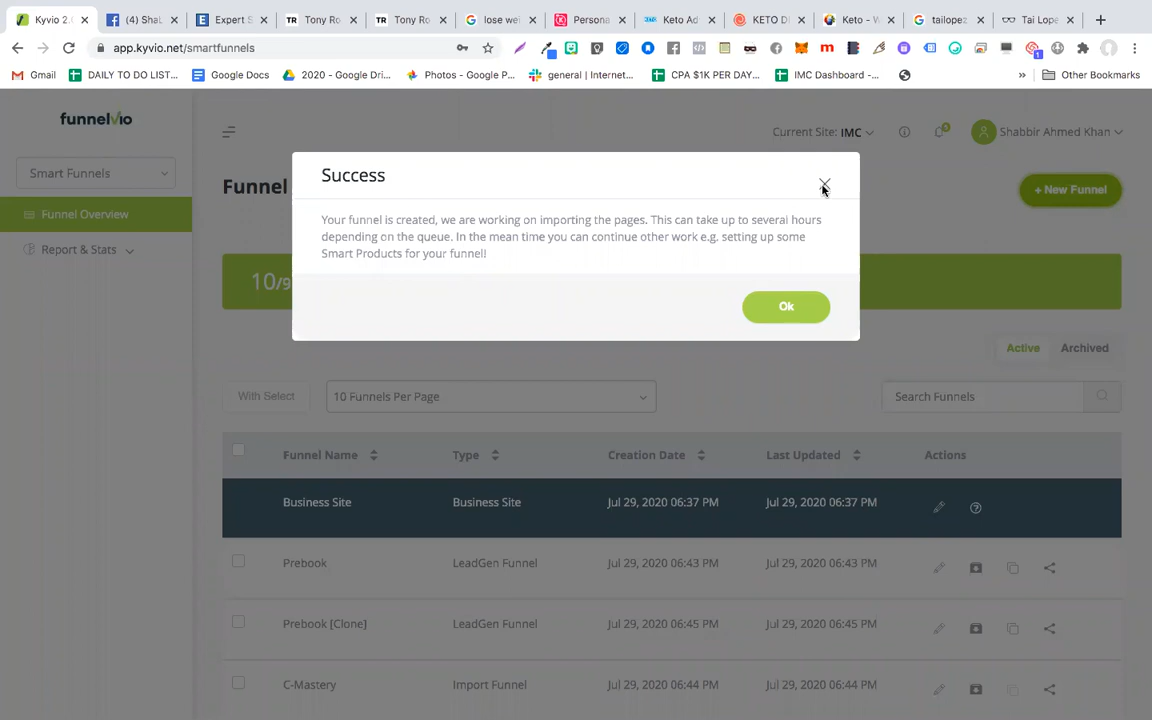 Kyvio 2.
(4) Shal
Expert S
Tony Ro
Tony Ro
lose wei
Persona
Keto Ad
KETO D
Keto - W
tailopez
Tai Lope
app.kyvio.net/smartfunnels
Gmail
DAILY TO DO LIST...
Google Docs
2020 - Google Dri...
Photos - Google P...
general | Internet...
CPA $1K PER DAY...
IMC Dashboard -...
»
Other Bookmarks
funnelvio
Smart Funnels
Funnel Overview
Report & Stats
Current Site: IMC
Shabbir Ahmed Khan
Funnel
+ New Funnel
Success
Your funnel is created, we are working on importing the pages. This can take up to several hours
depending on the queue. In the mean time you can continue other work e.g. setting up some
Smart Products for your funnel!
Ok
10/9
Active
Archived
With Select
10 Funnels Per Page
Search Funnels
Funnel Name
Type
Creation Date
Last Updated
Actions
Business Site
Business Site
Jul 29, 2020 06:37 PM
Jul 29, 2020 06:37 PM
Prebook
LeadGen Funnel
Jul 29, 2020 06:43 PM
Jul 29, 2020 06:43 PM
Prebook [Clone]
LeadGen Funnel
Jul 29, 2020 06:45 PM
Jul 29, 2020 06:45 PM
C-Mastery
Import Funnel
Jul 29, 2020 06:44 PM
Jul 29, 2020 06:44 PM